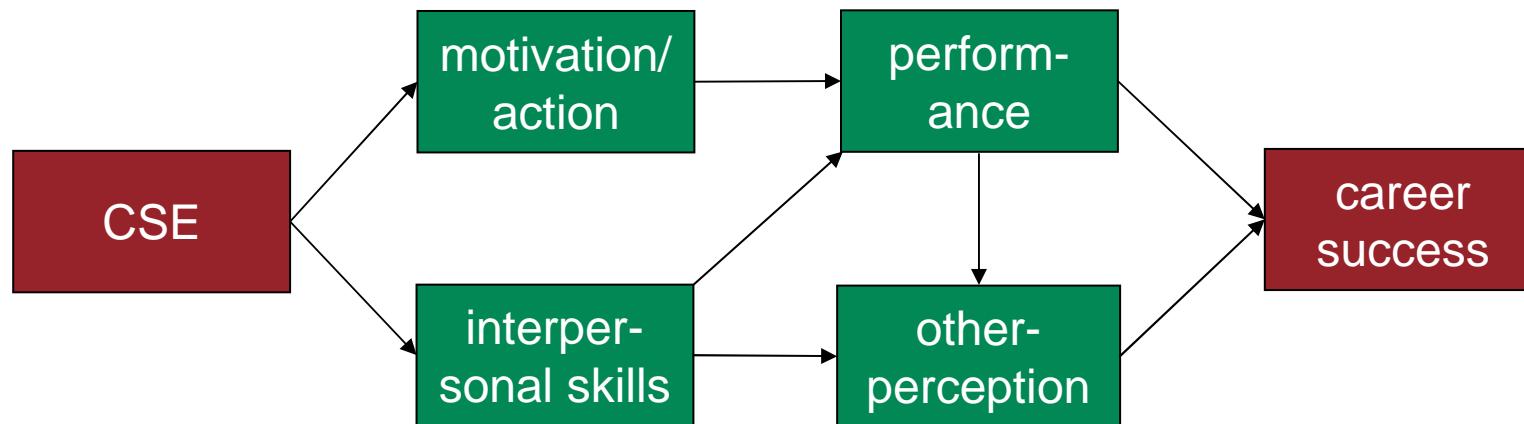 motivation/
action
perform-
ance
CSE
career
success
interper-
sonal skills
other-
perception